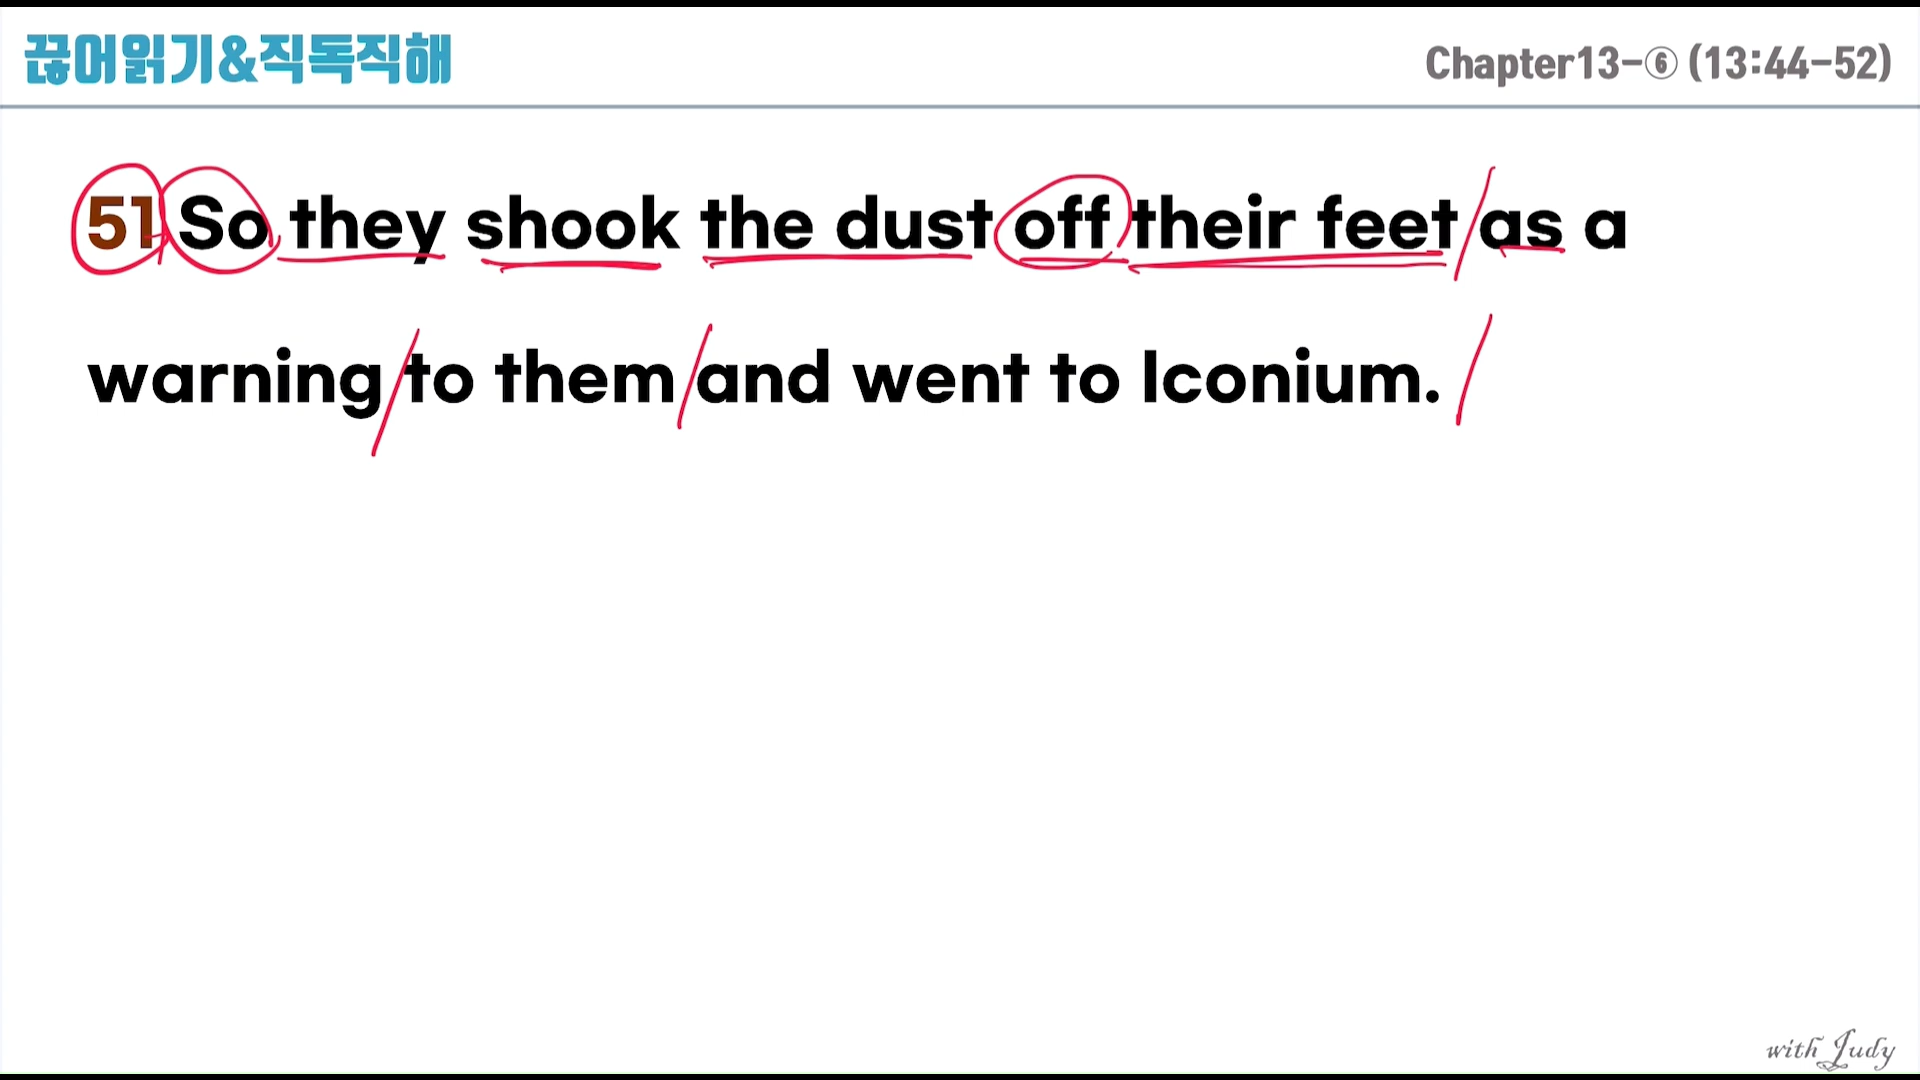 끊어읽기&직독직해
Chapter13-⑥ (13:44-52)
51 So they shook the dust off their feet as a
warning to them and went to Iconium.
with Judy